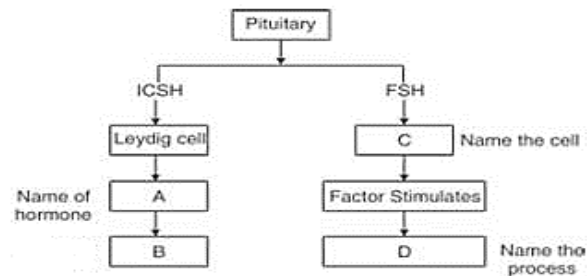 Pituitary
ICSH
FSH
Leydig cell
C
Name the cell
Name of
hormone
A
Factor Stimulates
B
D
Name the
process